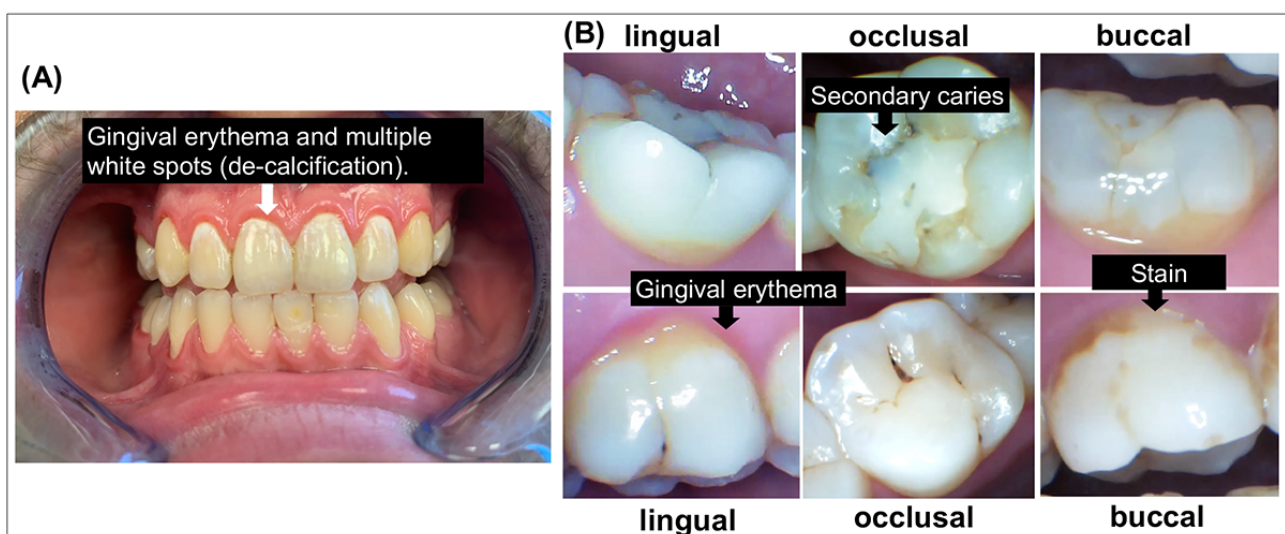 (A)
Gingival erythema and multiple
white spots (de-calcification).
(B)
lingual
occlusal
buccal
Secondary caries
Gingival erythema
Stain
lingual
occlusal
buccal